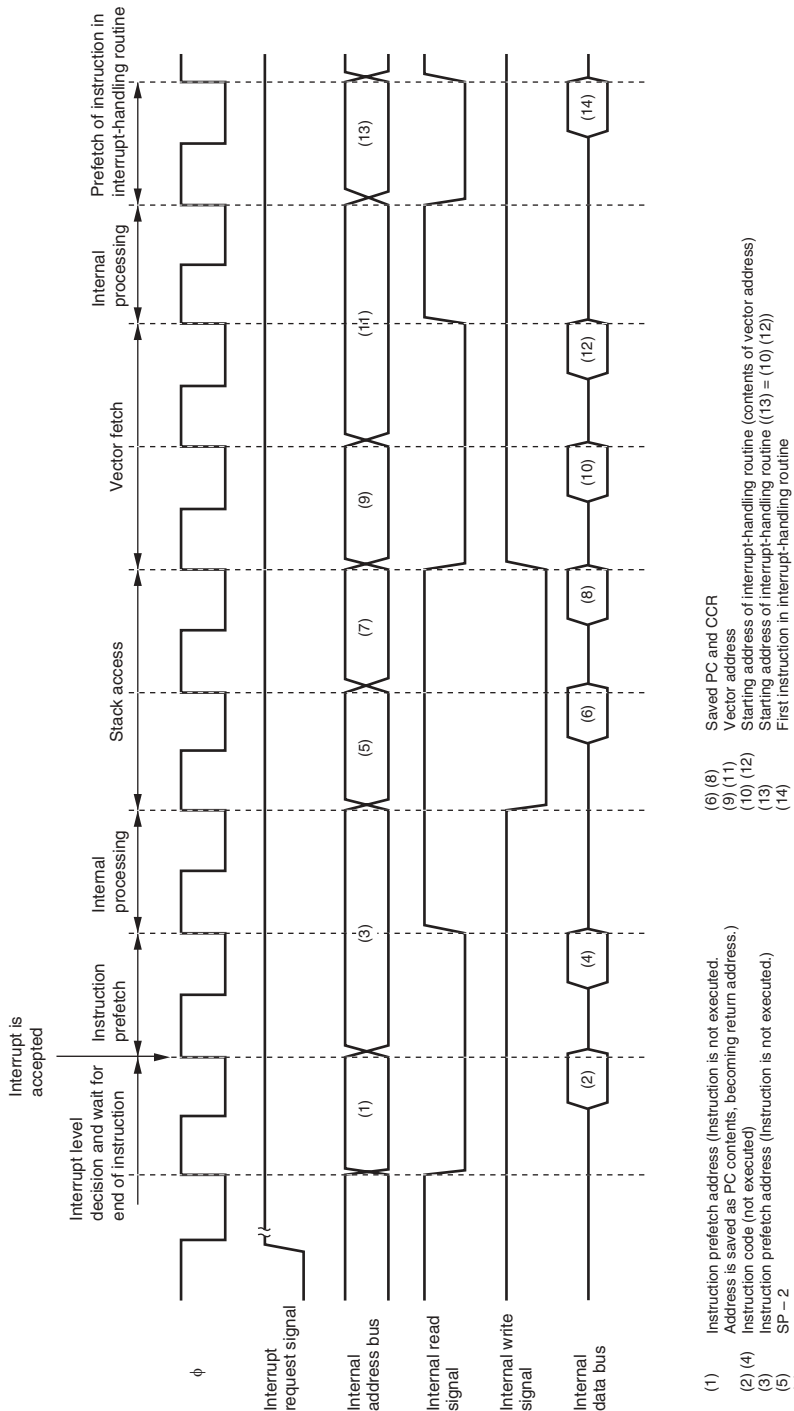 Interrupt is
accepted
Interrupt level
decision and wait for
end of instruction
Instruction
prefetch
Internal
processing
Stack access
Vector fetch
Internal
processing
Prefetch of instruction in
interrupt-handling routine
φ
Interrupt
request signal
Internal
address bus
(1)
(3)
(5)
(7)
(9)
(11)
(13)
Internal read
signal
Internal write
signal
Internal
data bus
(2)
(4)
(6)
(8)
(10)
(12)
(14)
(1) Instruction prefetch address (Instruction is not executed.
Address is saved as PC contents, becoming return address.)
(2) (4) Instruction code (not executed)
(3) Instruction prefetch address (Instruction is not executed.)
(5) SP – 2
(6) (8) Saved PC and CCR
(9) (11) Vector address
(10) (12) Starting address of interrupt-handling routine (contents of vector address)
(13) Starting address of interrupt-handling routine ((13) = (10) (12))
(14) First instruction in interrupt-handling routine